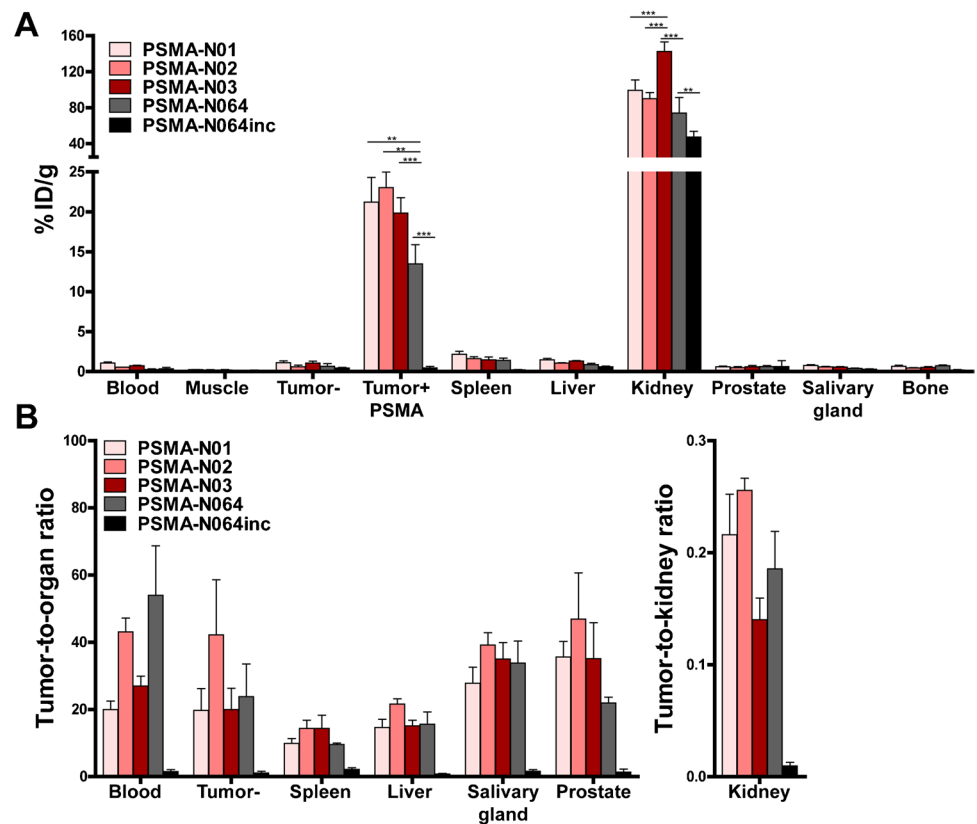 A
%ID/g
160
120
80
40
25
20
15
10
5
0
PSMA-N01
PSMA-N02
PSMA-N03
PSMA-N064
PSMA-N064inc
**
**
***
***
***
***
***
**
Blood Muscle Tumor- Tumor+ Spleen Liver Kidney Prostate Salivary Bone
PSMA gland
B
Tumor-to-organ ratio
100
80
60
40
20
0
PSMA-N01
PSMA-N02
PSMA-N03
PSMA-N064
PSMA-N064inc
Blood Tumor- Spleen Liver Salivary Prostate
gland
Tumor-to-kidney ratio
0.3
0.2
0.1
0.0
Kidney